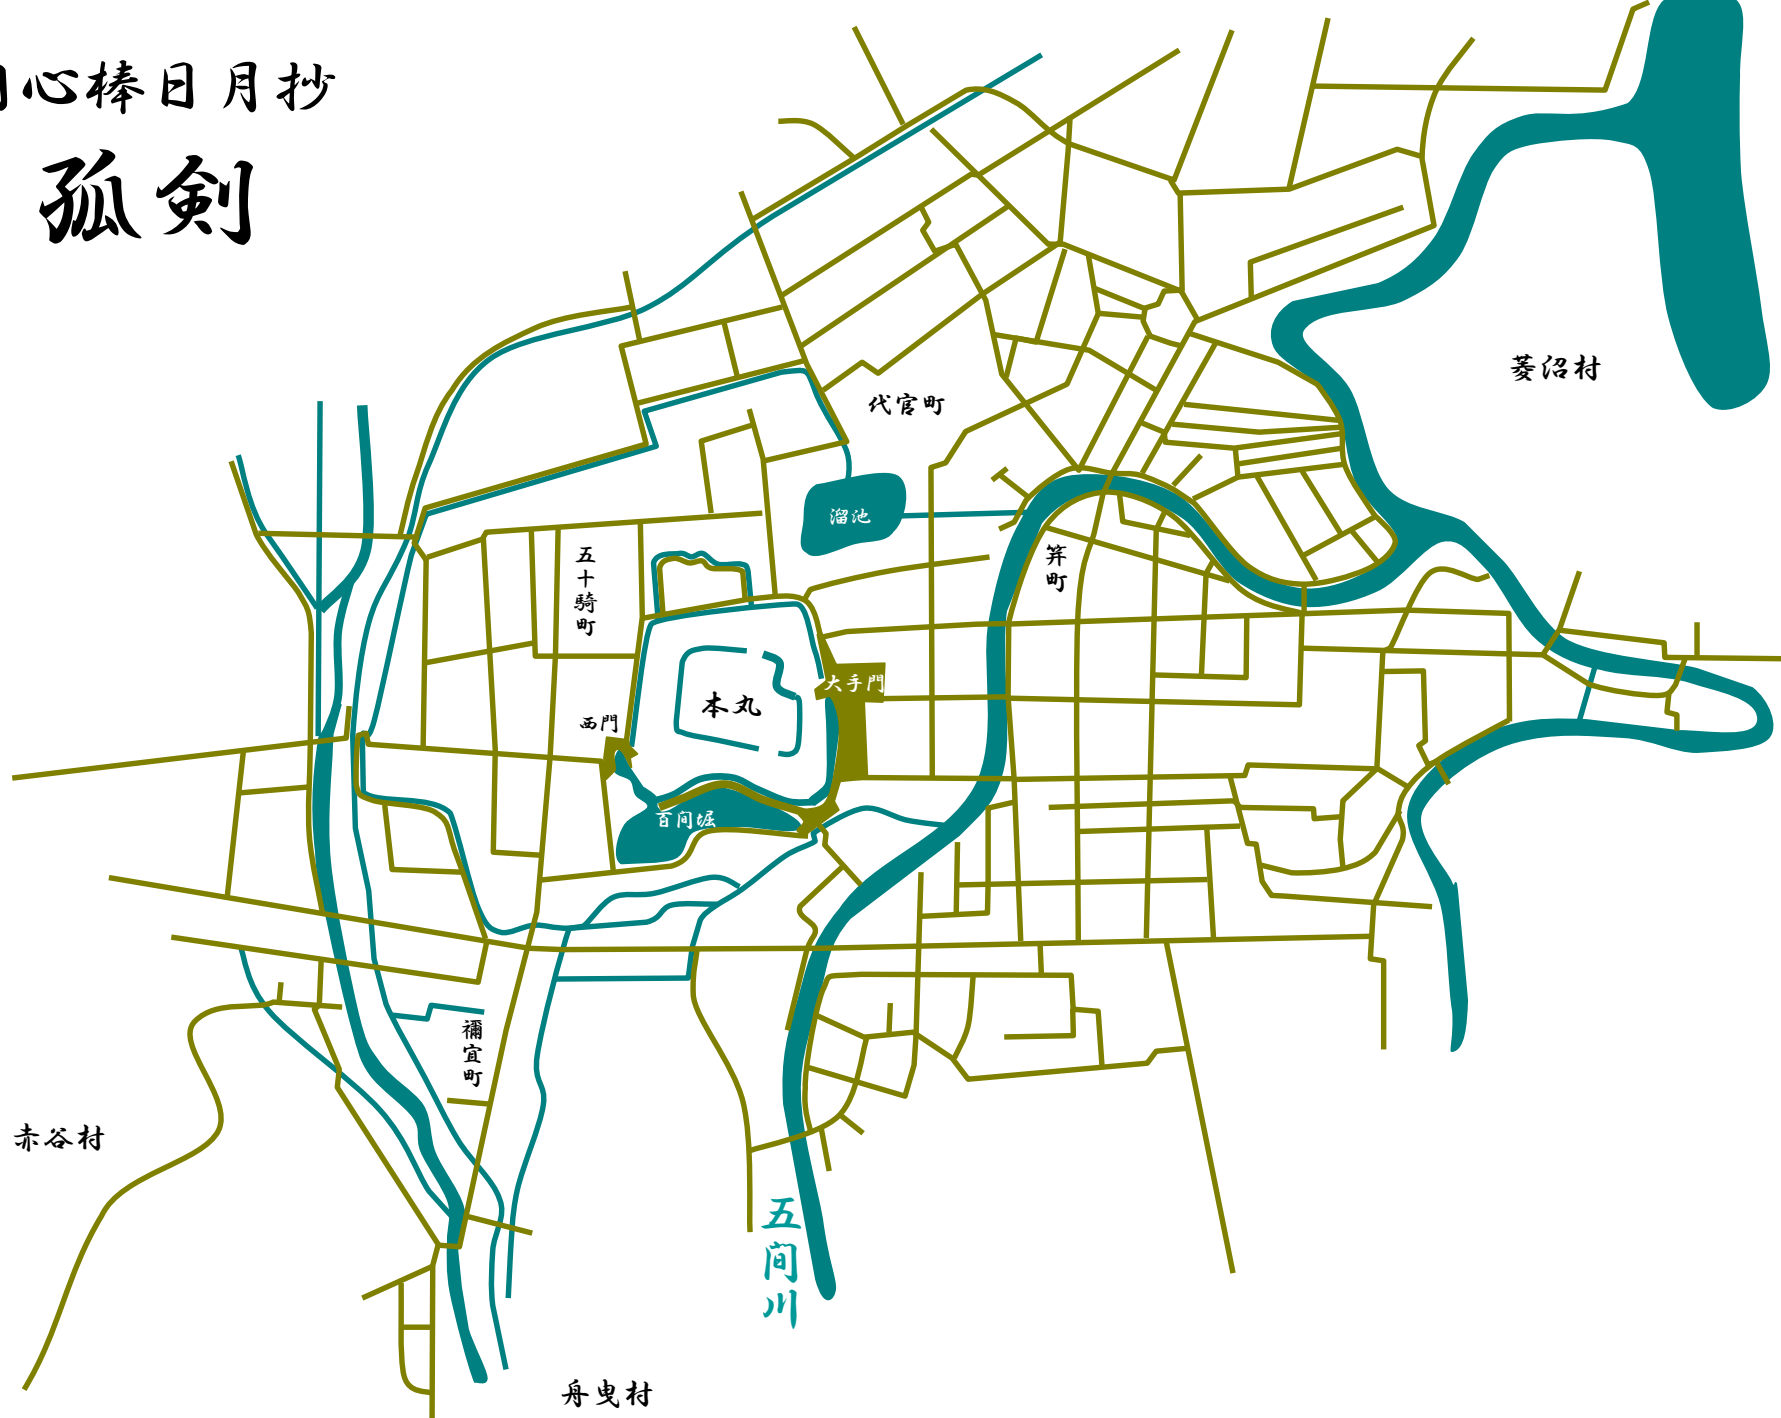 心棒日月抄
孤剣
菱沼村
代官町
溜池
笄町
五十騎町
大手門
本丸
西門
百间堀
禰宜町
赤谷村
五间川
舟曳村